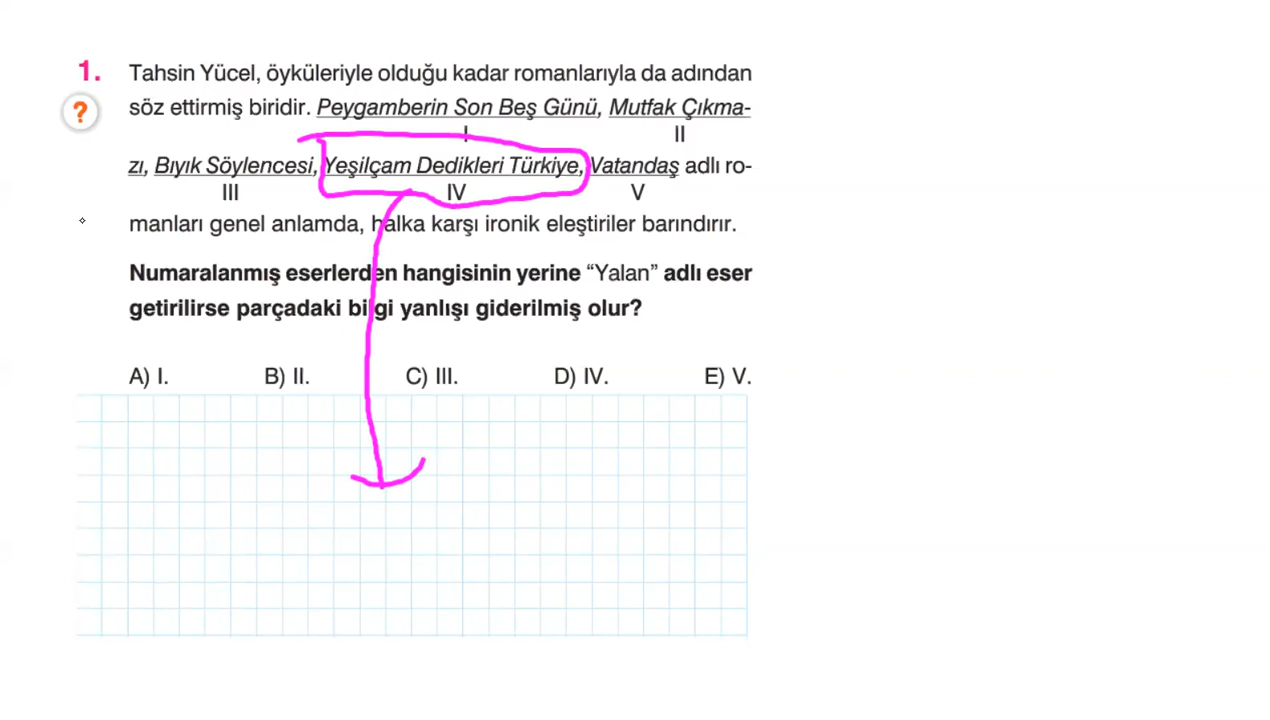 1. Tahsin Yücel, öyküleriyle olduğu kadar romanlarıyla da adından
? söz ettirmiş biridir. Peygamberin Son Beş Günü, Mutfak Çıkma-
I II
zı, Bıyık Söylencesi, Yeşilçam Dedikleri Türkiye, Vatandaş adlı ro-
III IV V
manları genel anlamda, halka karşı ironik eleştiriler barındırır.
Numaralanmış eserlerden hangisinin yerine “Yalan” adlı eser
getirilirse parçadaki bilgi yanlışı giderilmiş olur?
A) I. B) II. C) III. D) IV. E) V.